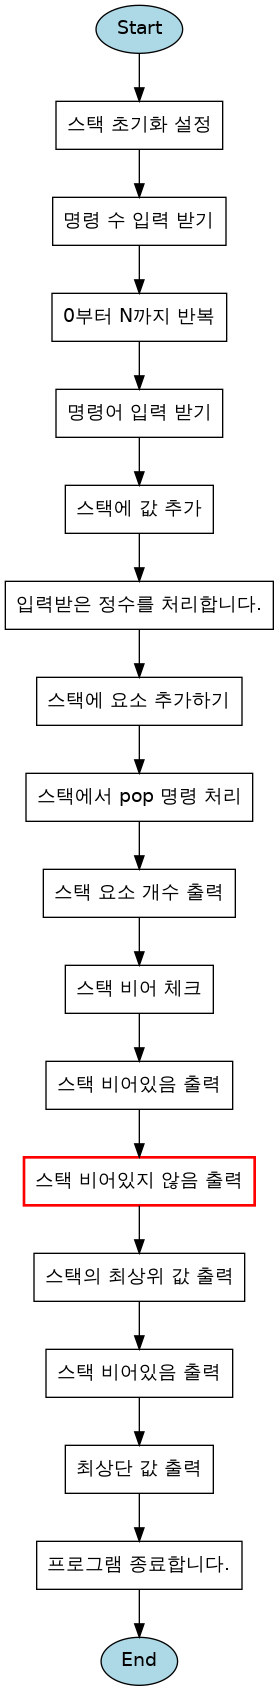 Start
스택 초기화 설정
명령 수 입력 받기
0부터 N까지 반복
명령어 입력 받기
스택에 값 추가
입력받은 정수를 처리합니다.
스택에 요소 추가하기
스택에서 pop 명령 처리
스택 요소 개수 출력
스택 비어 체크
스택 비어있음 출력
스택 비어있지 않음 출력
스택의 최상위 값 출력
스택 비어있음 출력
최상단 값 출력
프로그램 종료합니다.
End